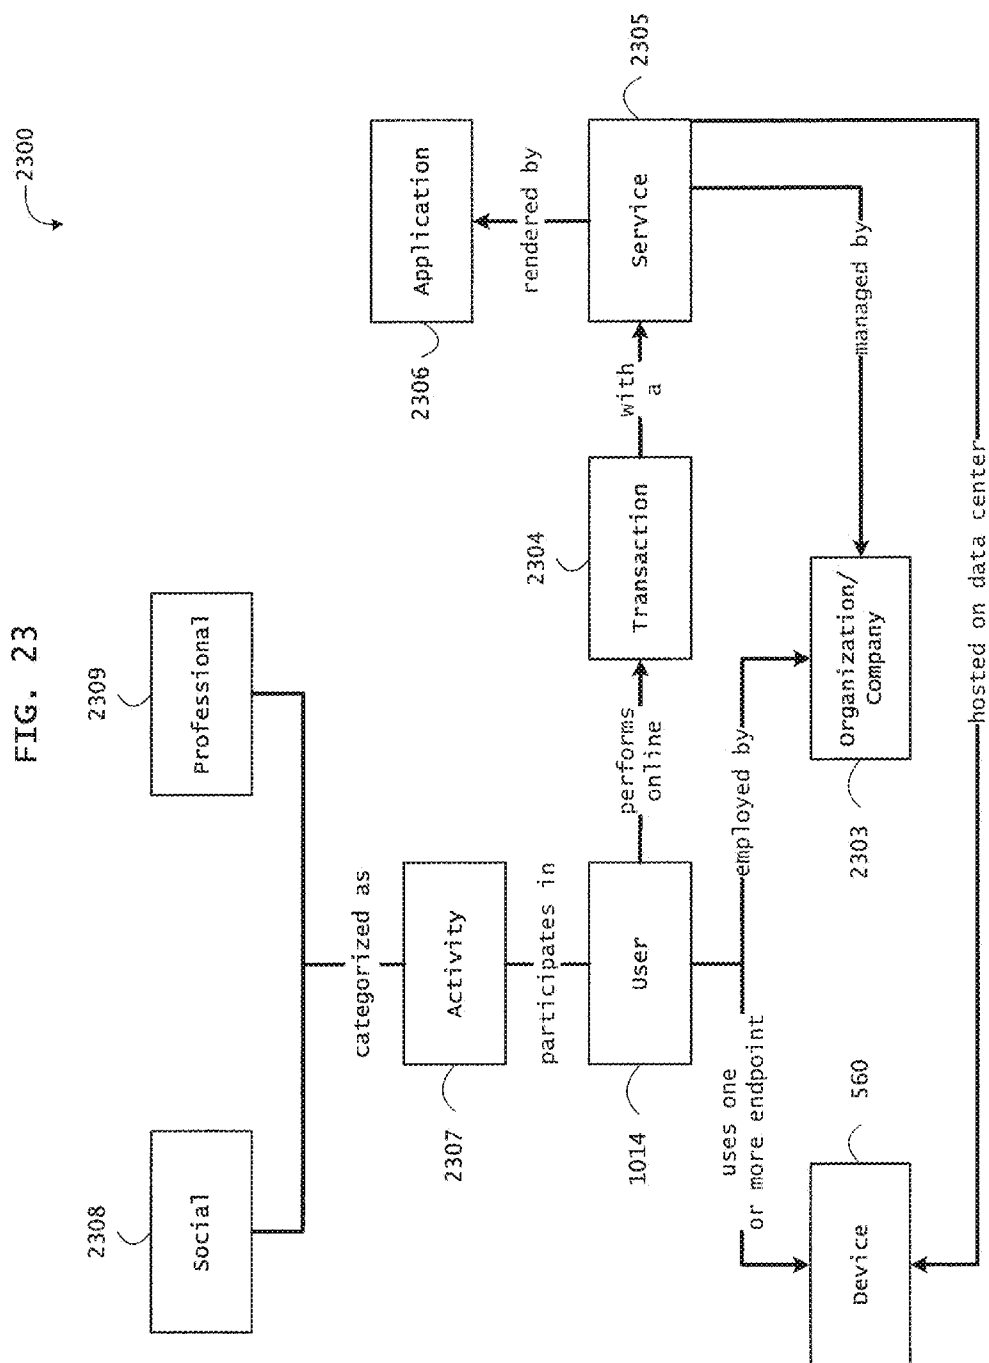 FIG. 23
2300
2308
Social
2309
Professional
categorized as
2307
Activity
2306
Application
participates in
rendered by
1014
User
performs
online
2304
Transaction
with
a
Service
2305
uses one
or more endpoint
employed by
managed by
560
Device
2303
Organization/
Company
hosted on data center